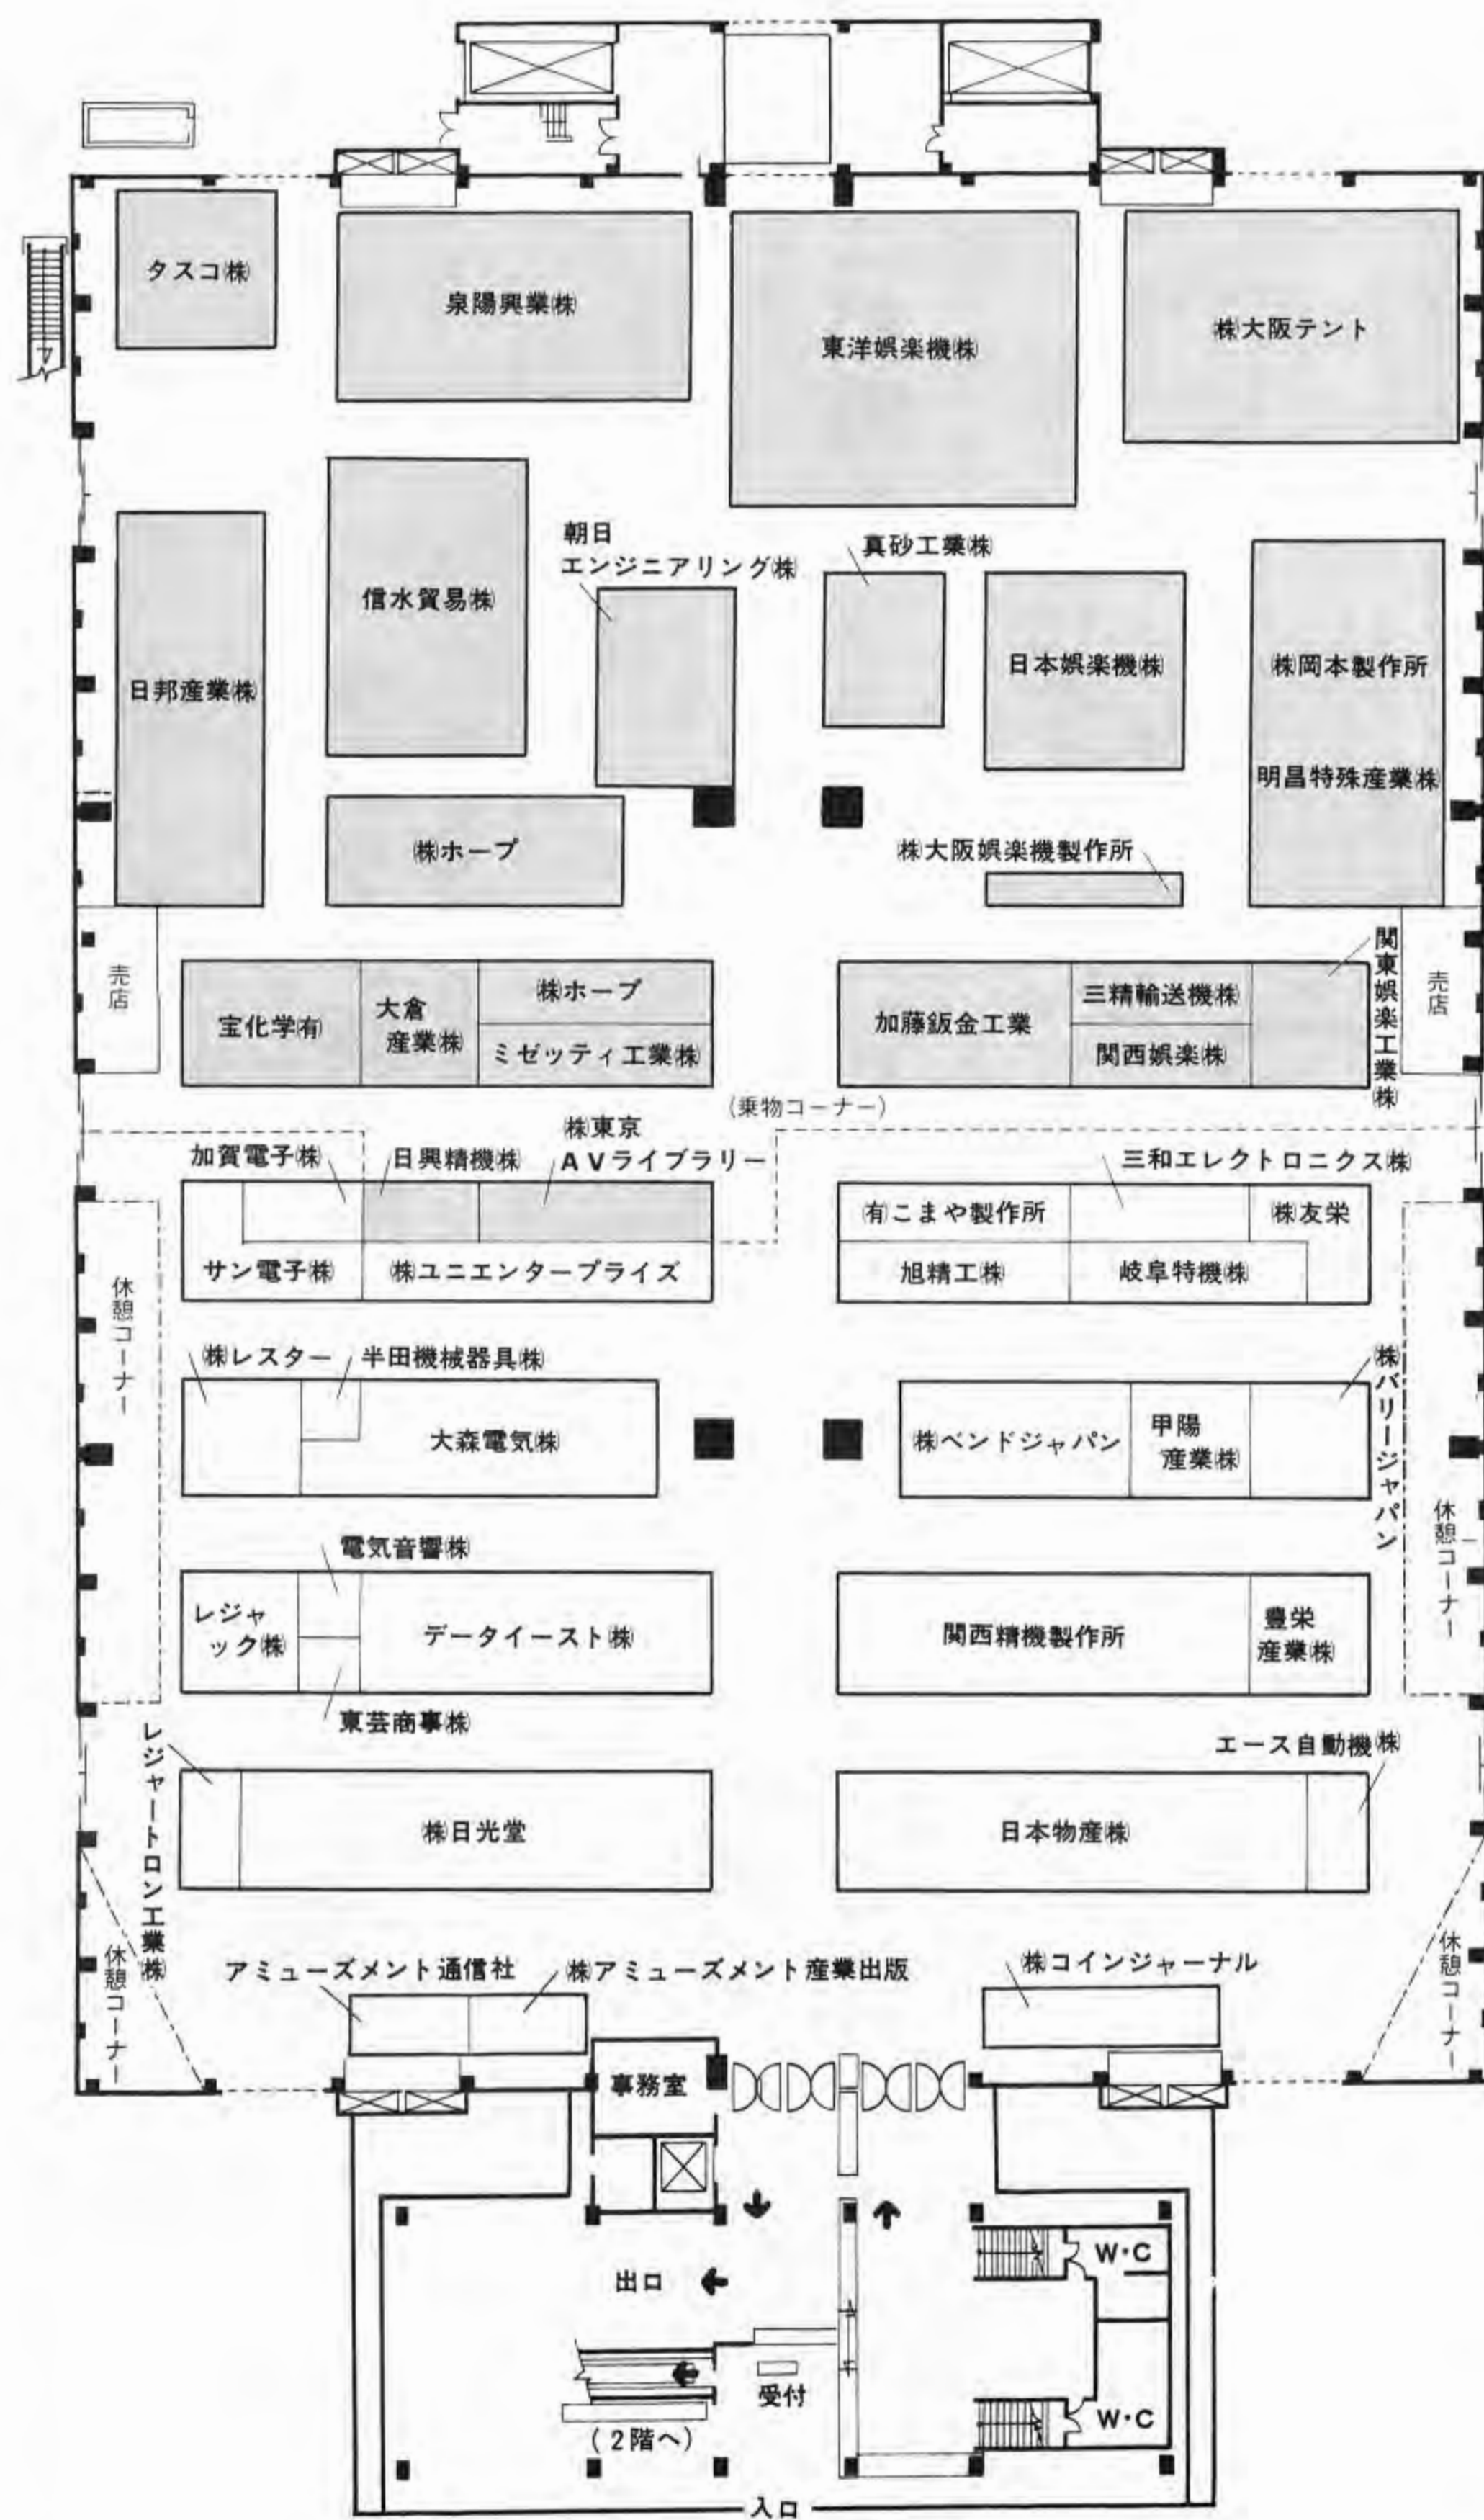 タスコ㈱
泉陽興業㈱
東洋娯楽機㈱
㈱大阪テント
朝日
エンジニアリング㈱
真砂工業㈱
信水貿易㈱
日邦産業㈱
日本娯楽機㈱
㈱岡本製作所
明昌特殊産業㈱
㈱ホープ
㈱大阪娯楽機製作所
売店
宝化学㈲
大倉
産業㈱
㈱ホープ
ミゼッティ工業㈱
加藤鈑金工業
三精輸送機㈱
関西娯楽㈱
関東娯楽工業㈱
売店
(乗物コーナー)
加賀電子㈱
日興精機㈱
㈱東京
AVライブラリー
三和エレクトロニクス㈱
㈲こまや製作所
㈱友栄
サン電子㈱
㈱ユニエンタープライズ
旭精工㈱
岐阜特機㈱
休憩コーナー
㈱レスター
半田機械器具㈱
大森電気㈱
㈱ベンドジャパン
甲陽
産業㈱
㈱バリージャパン
休憩コーナー
電気音響㈱
レジャ
ック㈱
データイースト㈱
関西精機製作所
豊栄
産業㈱
東芸商事㈱
レジャートロン工業㈱
エース自動機㈱
㈱日光堂
日本物産㈱
休憩コーナー
アミューズメント通信社
㈱アミューズメント産業出版
㈱コインジャーナル
休憩コーナー
事務室
出口
W・C
受付
(2階へ)
W・C
入口